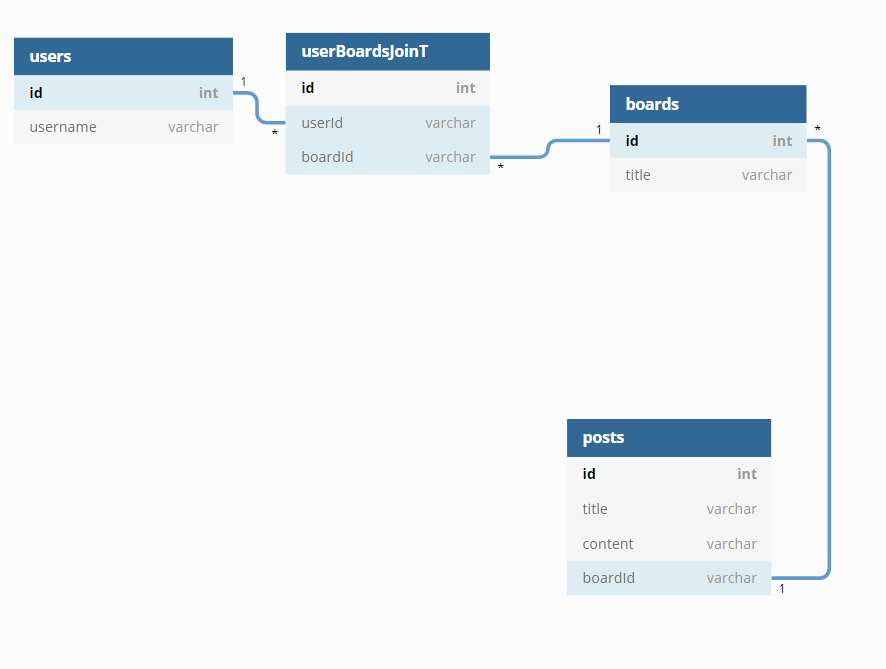 users
id int
username varchar
1
*
userBoardsJoinT
id int
userId varchar
boardId varchar
*
1
boards
id int
title varchar
*
posts
id int
title varchar
content varchar
boardId varchar
1